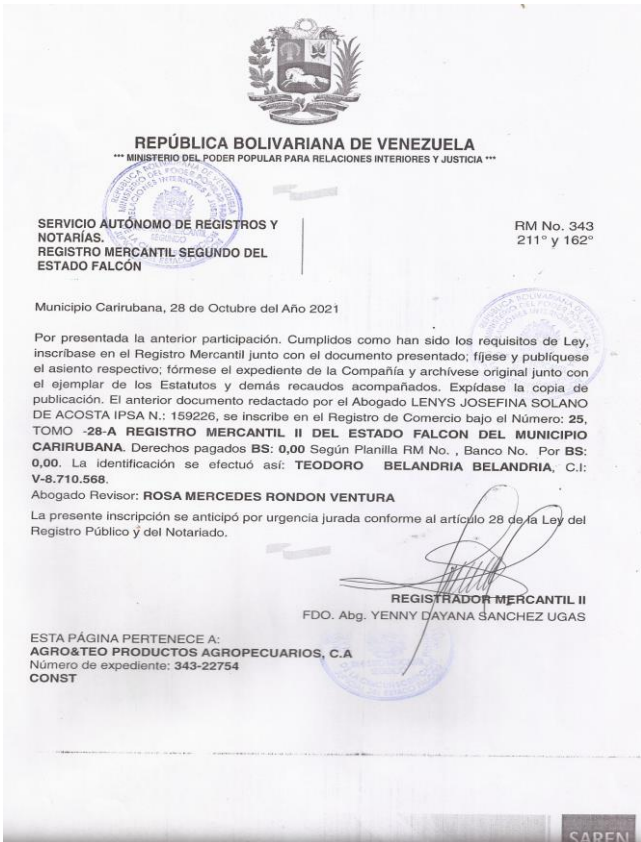 REPÚBLICA BOLIVARIANA DE VENEZUELA
*** MINISTERIO DEL PODER POPULAR PARA RELACIONES INTERIORES Y JUSTICIA ***
SERVICIO AUTÓNOMO DE REGISTROS Y
NOTARÍAS.
REGISTRO MERCANTIL SEGUNDO DEL
ESTADO FALCÓN
RM No. 343
211° y 162°
Municipio Carirubana, 28 de Octubre del Año 2021
Por presentada la anterior participación. Cumplidos como han sido los requisitos de Ley,
inscríbase en el Registro Mercantil junto con el documento presentado; fíjese y publíquese
el asiento respectivo; fórmese el expediente de la Compañía y archívese original junto con
el ejemplar de los Estatutos y demás recaudos acompañados. Expídase la copia de
publicación. El anterior documento redactado por el Abogado LENYS JOSEFINA SOLANO
DE ACOSTA IPSA N.: 159226, se inscribe en el Registro de Comercio bajo el Número: 25,
TOMO -28-A REGISTRO MERCANTIL II DEL ESTADO FALCON DEL MUNICIPIO
CARIRUBANA. Derechos pagados BS: 0,00 Según Planilla RM No. , Banco No. Por BS:
0,00. La identificación se efectuó así: TEODORO BELANDRIA BELANDRIA, C.I:
V-8.710.568.
Abogado Revisor: ROSA MERCEDES RONDON VENTURA
La presente inscripción se anticipó por urgencia jurada conforme al artículo 28 de la Ley del
Registro Público y del Notariado.
REGISTRADOR MERCANTIL II
FDO. Abg. YENNY DAYANA SANCHEZ UGAS
ESTA PÁGINA PERTENECE A:
AGRO&TEO PRODUCTOS AGROPECUARIOS, C.A
Número de expediente: 343-22754
CONST
SAREN